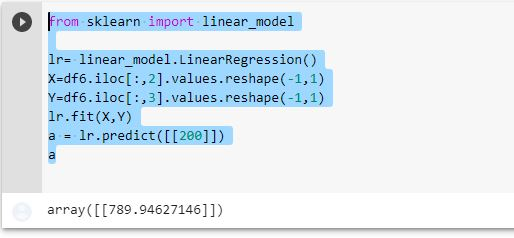 from sklearn import linear_model
lr= linear_model.LinearRegression()
X=df6.iloc[:,2].values.reshape(-1,1)
Y=df6.iloc[:,3].values.reshape(-1,1)
lr.fit(X,Y)
a = lr.predict([[200]])
a
array([[789.94627146]])